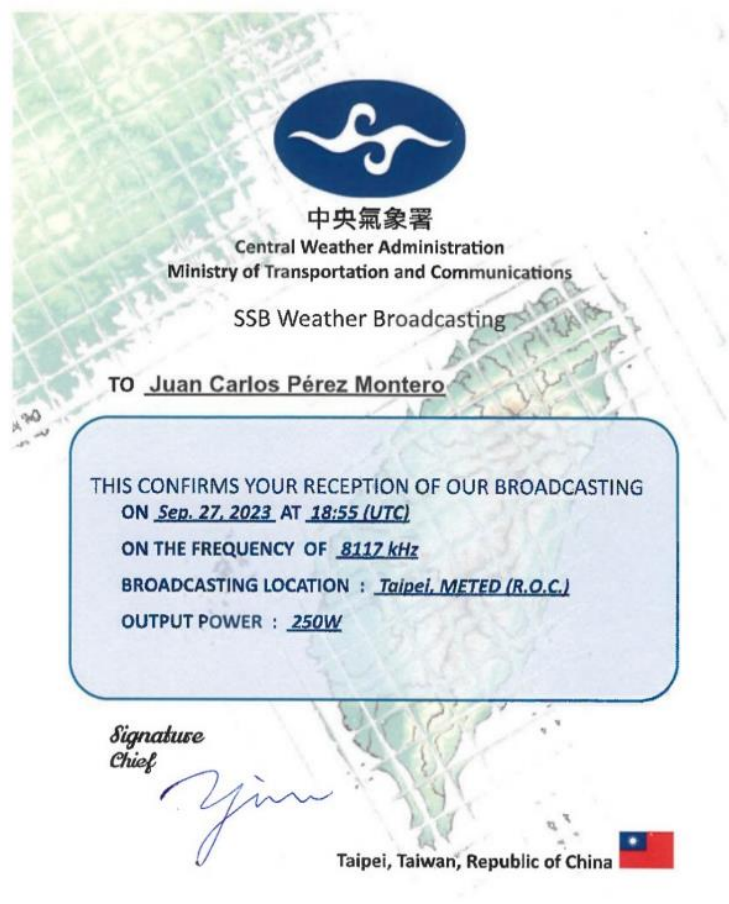 中央氣象署
Central Weather Administration
Ministry of Transportation and Communications
SSB Weather Broadcasting
TO Juan Carlos Pérez Montero
THIS CONFIRMS YOUR RECEPTION OF OUR BROADCASTING
ON Sep. 27, 2023 AT 18:55 (UTC)
ON THE FREQUENCY OF 8117 kHz
BROADCASTING LOCATION : Taipei, METED (R.O.C.)
OUTPUT POWER : 250W
Signature
Chief
Taipei, Taiwan, Republic of China